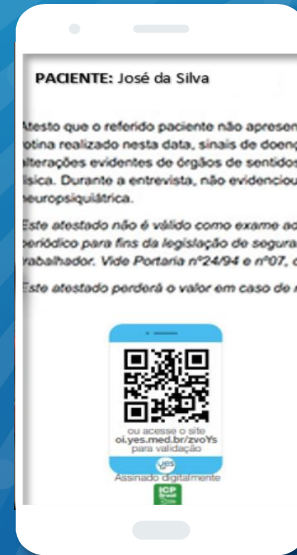 PACIENTE: José da Silva
Atesto que o referido paciente não apresen
rotina realizado nesta data, sinais de doenç
alterações evidentes de órgãos de sentidos
física. Durante a entrevista, não evidenciou
neuropsiquiátrica.
Este atestado não é válido como exame ad
periódico para fins da legislação de segura
trabalhador. Vide Portaria nº24/94 e nº07, d
Este atestado perderá o valor em caso de r
ou acesse o site
oi.yes.med.br/zvoYs
para validação
yes
Assinado digitalmente
ICP
Brasil